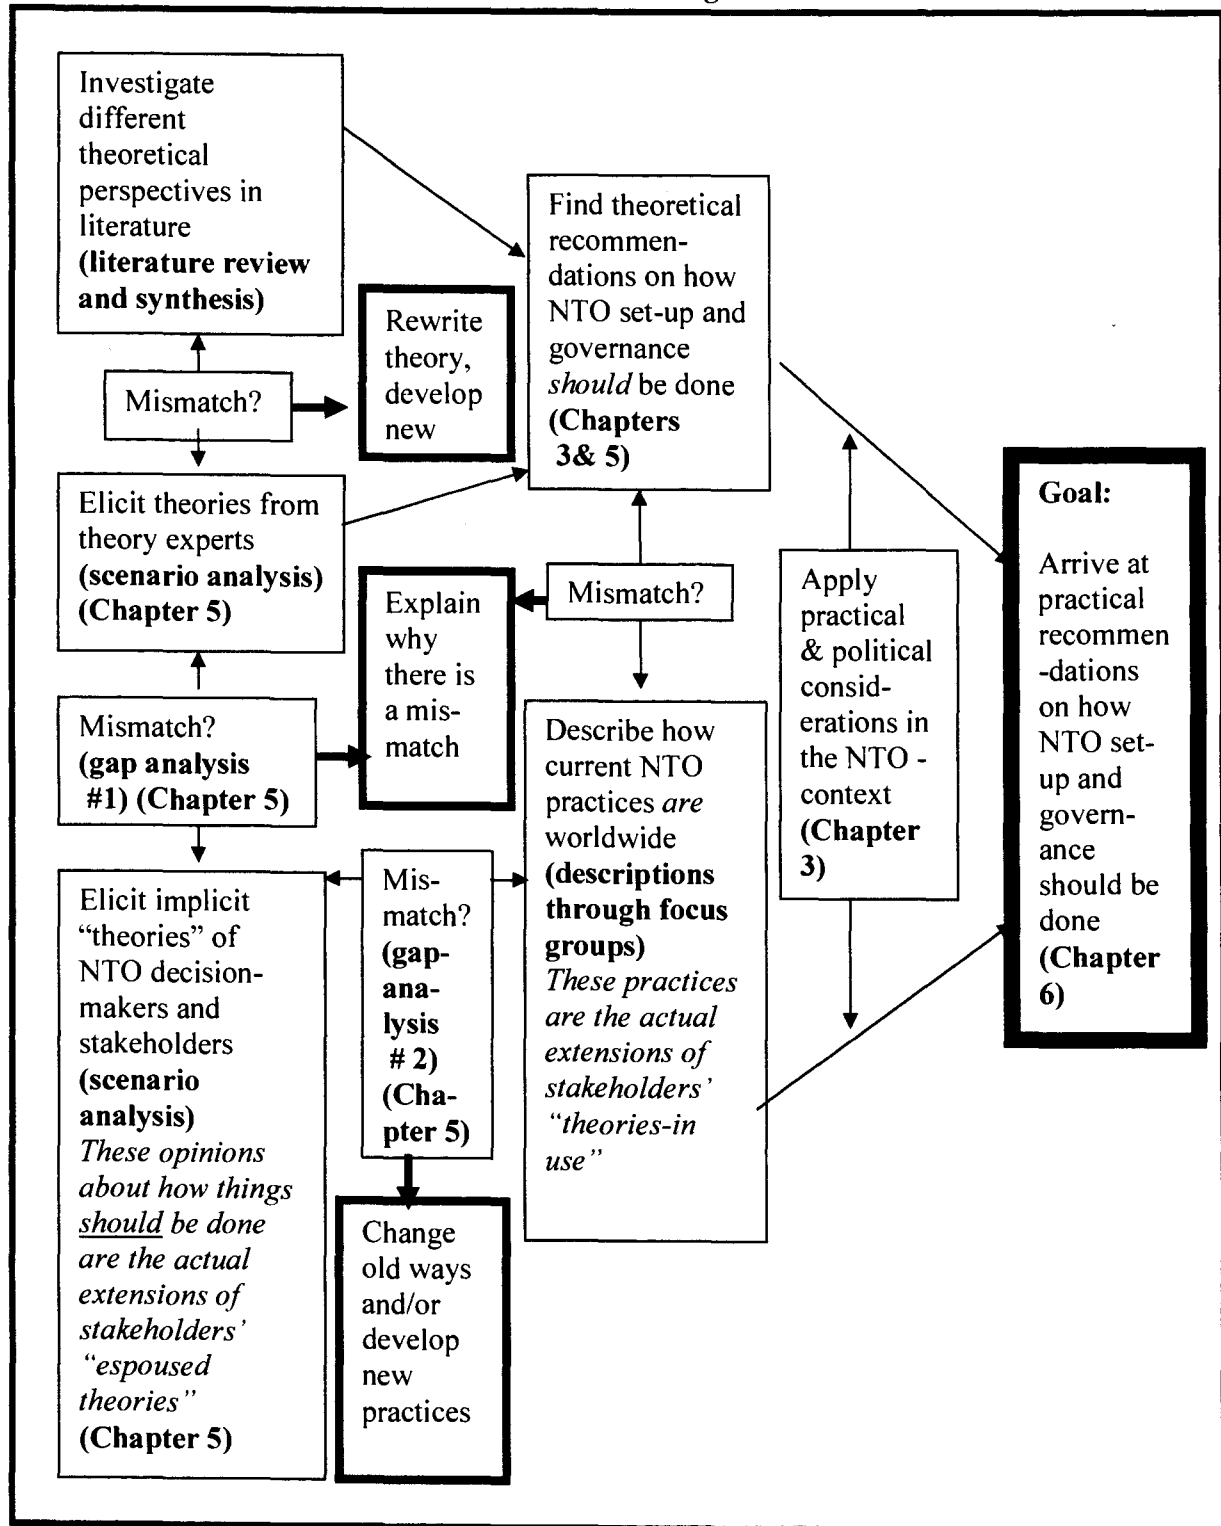 Investigate
different
theoretical
perspectives in
literature
(literature review
and synthesis)
Mismatch?
Rewrite
theory,
develop
new
Find theoretical
recommen-
dations on how
NTO set-up and
governance
should be done
(Chapters
3& 5)
Elicit theories from
theory experts
(scenario analysis)
(Chapter 5)
Mismatch?
Explain
why
there is
a mis-
match
Mismatch?
(gap analysis
#1) (Chapter 5)
Apply
practical
& political
consid-
erations in
the NTO -
context
(Chapter
3)
Goal:
Arrive at
practical
recommen
-dations
on how
NTO set-
up and
govern-
ance
should be
done
(Chapter
6)
Describe how
current NTO
practices are
worldwide
(descriptions
through focus
groups)
These practices
are the actual
extensions of
stakeholders’
“theories-in
use”
Elicit implicit
“theories” of
NTO decision-
makers and
stakeholders
(scenario
analysis)
These opinions
about how things
should be done
are the actual
extensions of
stakeholders’
“espoused
theories”
(Chapter 5)
Mis-
match?
(gap-
ana-
lysis
# 2)
(Cha-
pter 5)
Change
old ways
and/or
develop
new
practices